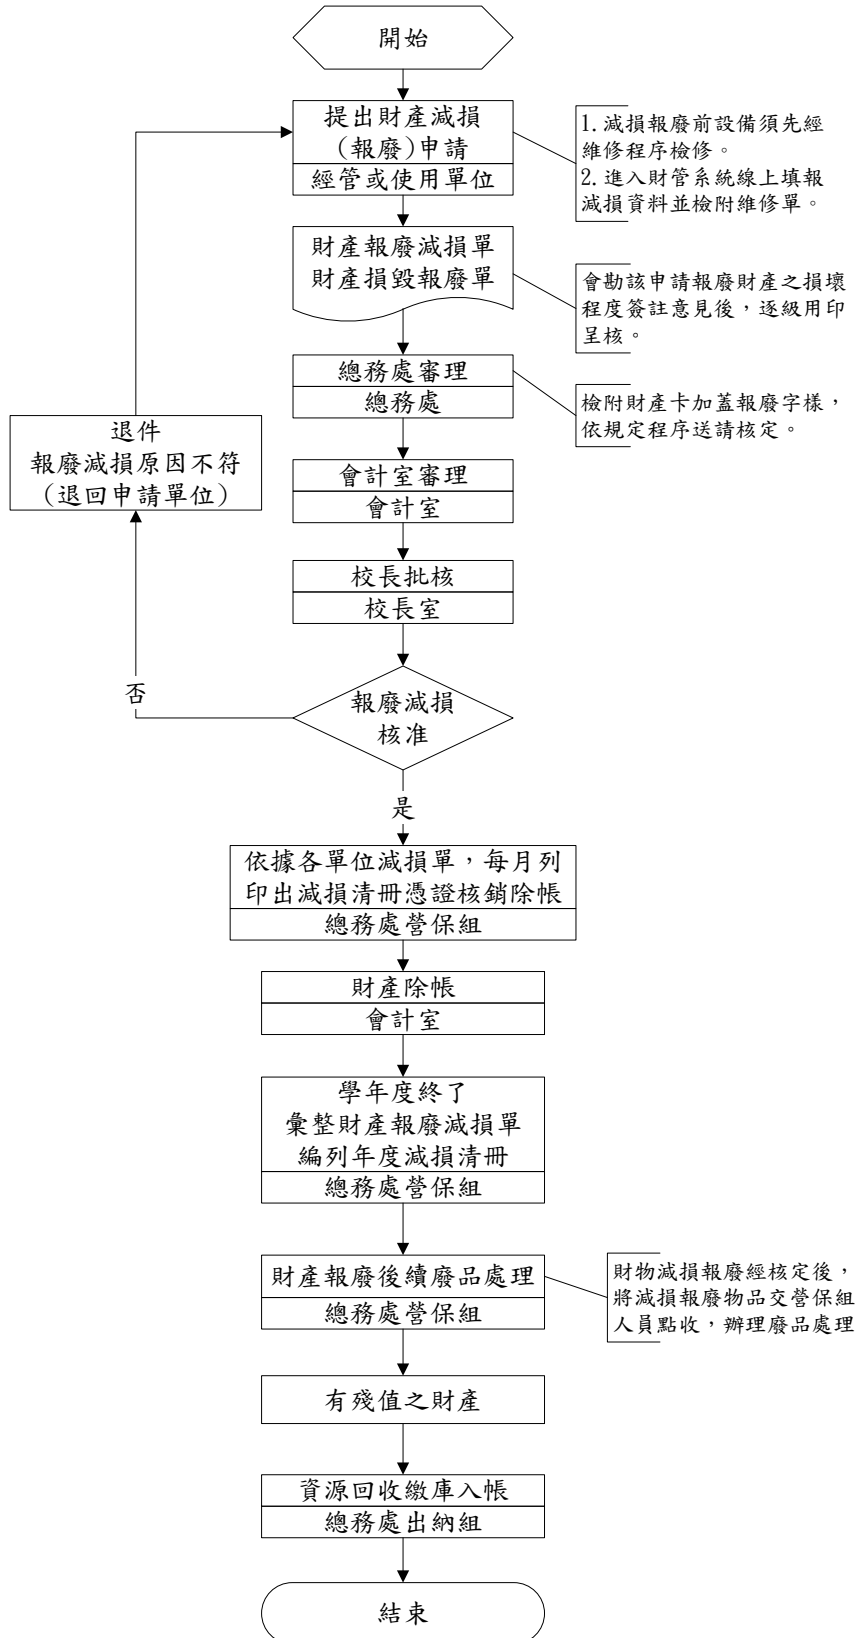 開始
提出財產減損
(報廢)申請
經管或使用單位
1.減損報廢前設備須先經
維修程序檢修。
2.進入財管系統線上填報
減損資料並檢附維修單。
財產報廢減損單
財產損毀報廢單
會勘該申請報廢財產之損壞
程度簽註意見後，逐級用印
呈核。
總務處審理
總務處
檢附財產卡加蓋報廢字樣，
依規定程序送請核定。
退件
報廢減損原因不符
(退回申請單位)
會計室審理
會計室
校長批核
校長室
報廢減損
核准
否
是
依據各單位減損單，每月列
印出減損清冊憑證核銷除帳
總務處營保組
財產除帳
會計室
學年度終了
彙整財產報廢減損單
編列年度減損清冊
總務處營保組
財產報廢後續廢品處理
總務處營保組
財物減損報廢經核定後，
將減損報廢物品交營保組
人員點收，辦理廢品處理
有殘值之財產
資源回收繳庫入帳
總務處出納組
結束